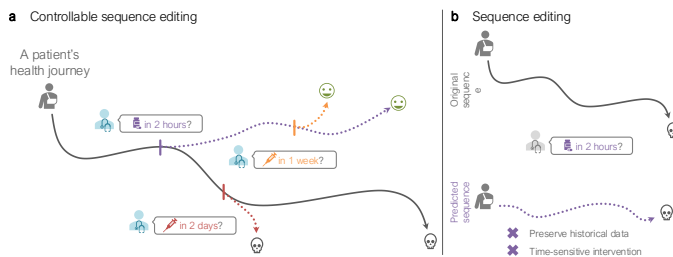 a Controllable sequence editing
A patient's
health journey
in 2 hours?
in 1 week?
in 2 days?
b Sequence editing
Original
sequenc
e
in 2 hours?
Predicted
sequence
Preserve historical data
Time-sensitive intervention